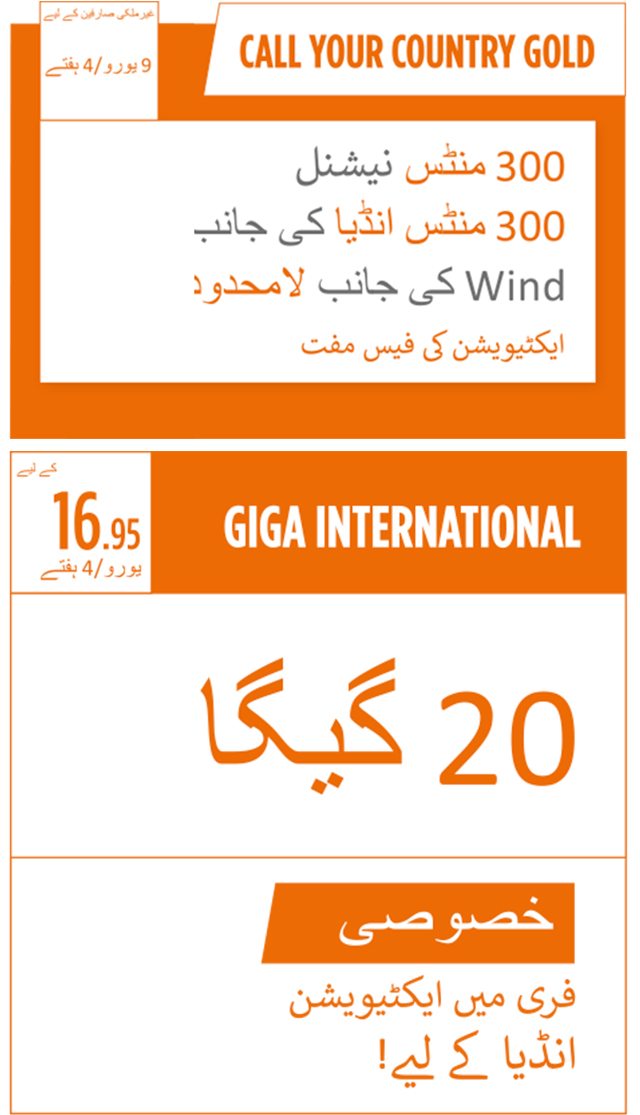 غیرملکی صارفین کے لیے
9 یورو/4 ہفتے
CALL YOUR COUNTRY GOLD
300 منٹس نیشنل
300 منٹس انڈیا کی جانب
Wind کی جانب لامحدود
ایکٹیویشن کی فیس مفت
کے لیے
16.95
یورو/4 ہفتے
GIGA INTERNATIONAL
20 گیگا
خصوصی
فری میں ایکٹیویشن
انڈیا کے لیے!